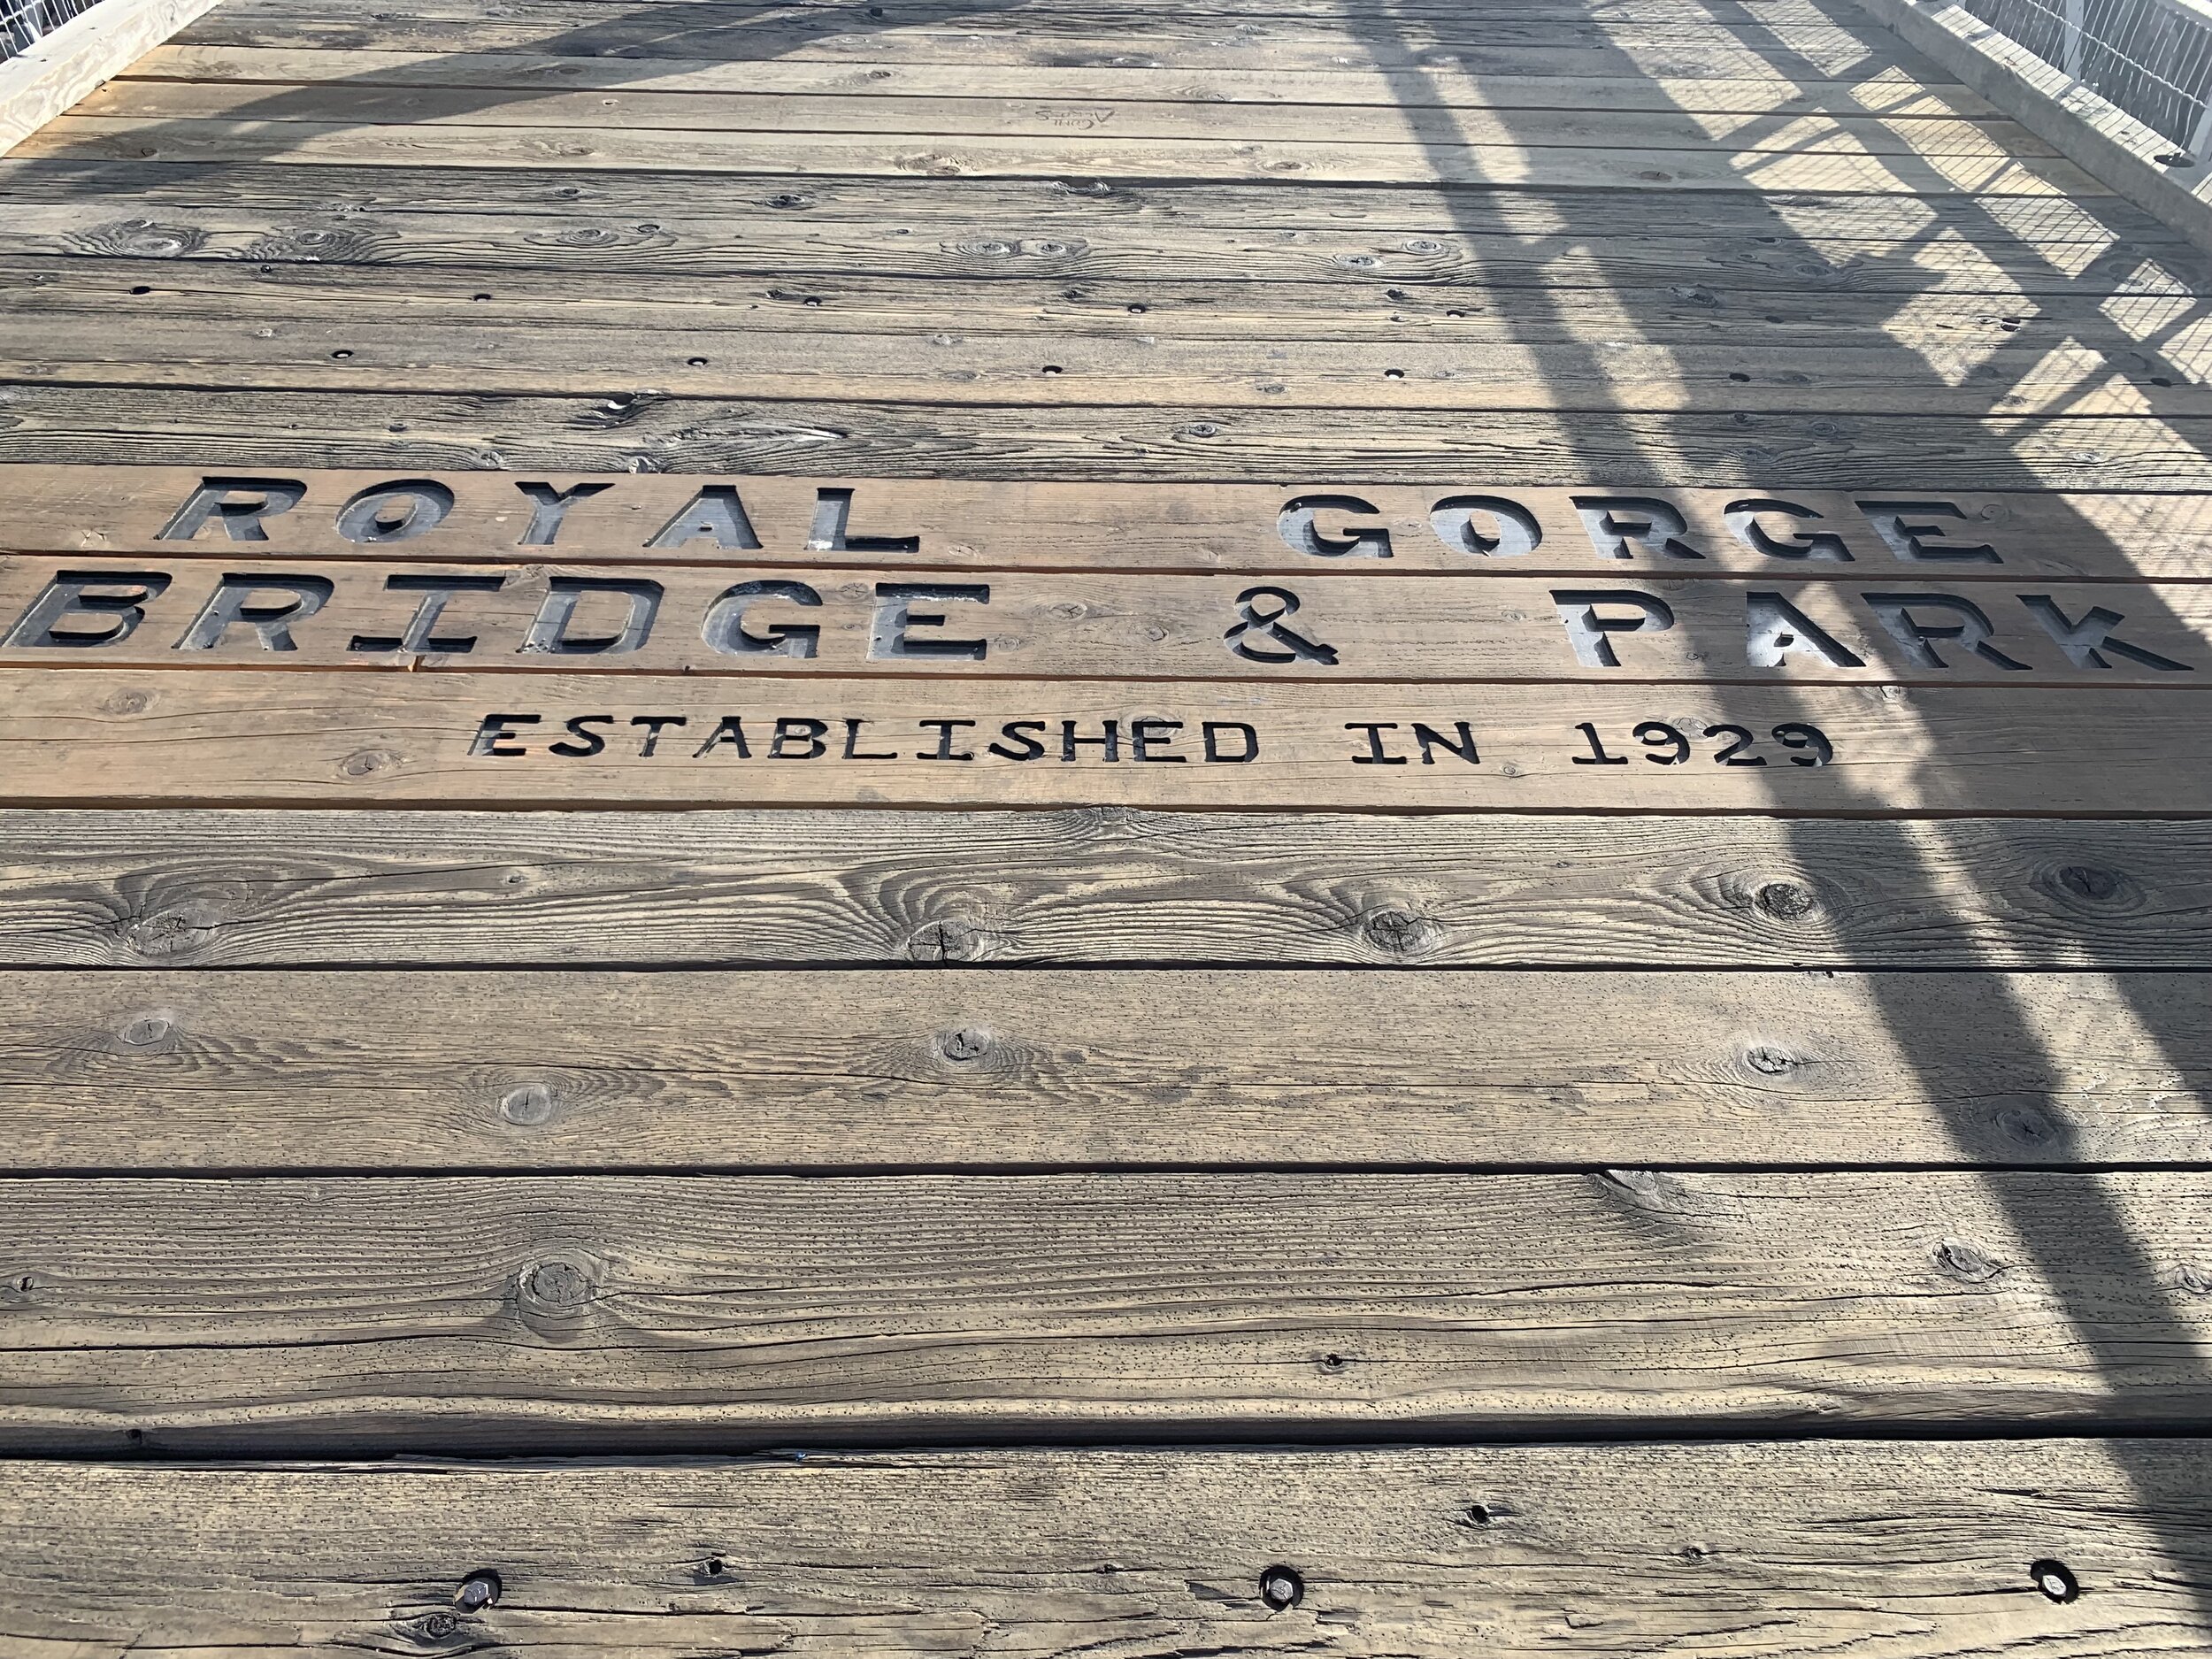 ROYAL GORGE
BRIDGE & PARK
ESTABLISHED IN 1929